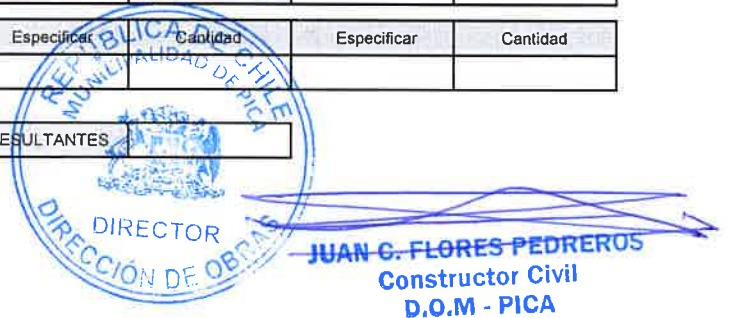 Especificar Cantidad Especificar Cantidad
REPÚBLICA DE CHILE
MUNICIPALIDAD DE PICA
ESULTANTES
DIRECTOR
DIRECCIÓN DE OBRAS
JUAN C. FLORES PEDREROS
Constructor Civil
D.O.M - PICA